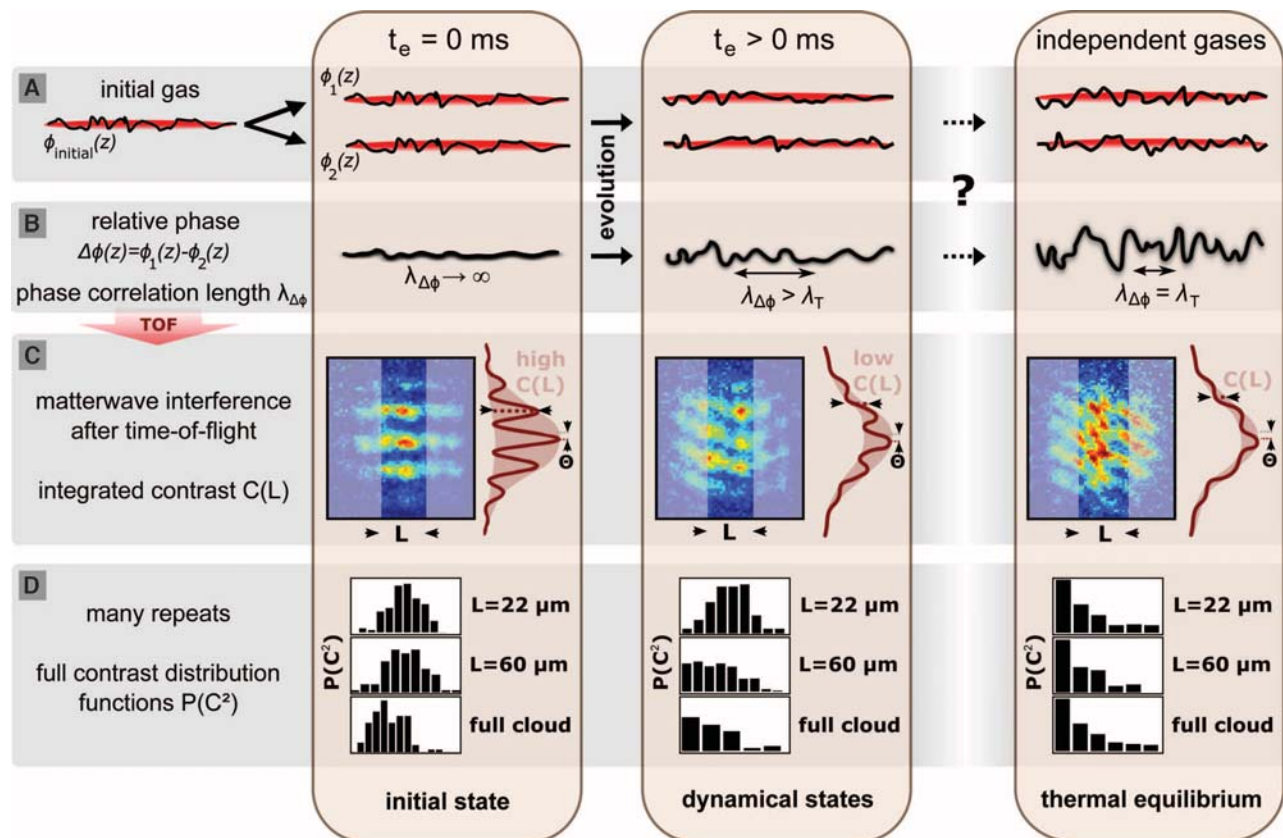 t_e = 0 ms
t_e > 0 ms
independent gases
A
initial gas
ϕ_initial(z)
ϕ_1(z)
ϕ_2(z)
evolution
?
B
relative phase
Δϕ(z)=ϕ_1(z)-ϕ_2(z)
phase correlation length λ_Δϕ
λ_Δϕ → ∞
λ_Δϕ > λ_T
λ_Δϕ = λ_T
TOF
C
matterwave interference
after time-of-flight
integrated contrast C(L)
high
C(L)
Θ
L
low
C(L)
Θ
L
C(L)
Θ
L
D
many repeats
full contrast distribution
functions P(C²)
P(C²)
L=22 μm
L=60 μm
full cloud
P(C²)
L=22 μm
L=60 μm
full cloud
P(C²)
L=22 μm
L=60 μm
full cloud
initial state
dynamical states
thermal equilibrium